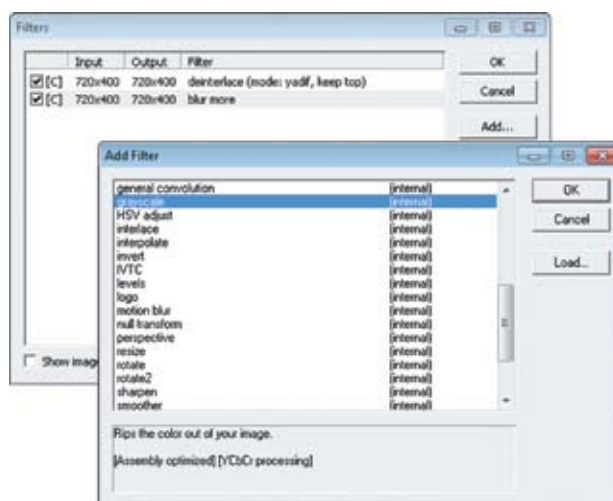 Filters
Input Output Filter
[C] 720x400 720x400 deinterlace (mode: yadif, keep top)
[C] 720x400 720x400 blur more
OK
Cancel
Add...
Show imag
Add Filter
general convolution (internal)
grayscale (internal)
HSV adjust (internal)
interlace (internal)
interpolate (internal)
invert (internal)
IVTC (internal)
levels (internal)
logo (internal)
motion blur (internal)
null transform (internal)
perspective (internal)
resize (internal)
rotate (internal)
rotate2 (internal)
sharpen (internal)
smoother (internal)
OK
Cancel
Load...
Rips the color out of your image.
[Assembly optimized] [YCbCr processing]